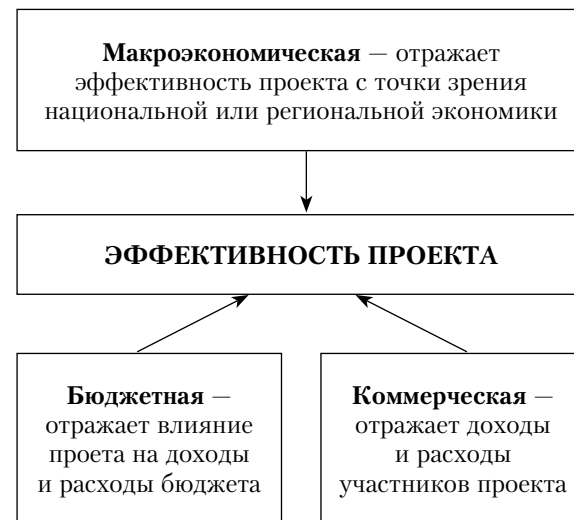 Макроэкономическая — отражает
эффективность проекта с точки зрения
национальной или региональной экономики
ЭФФЕКТИВНОСТЬ ПРОЕКТА
Бюджетная —
отражает влияние
проета на доходы
и расходы бюджета
Коммерческая —
отражает доходы
и расходы
участников проекта